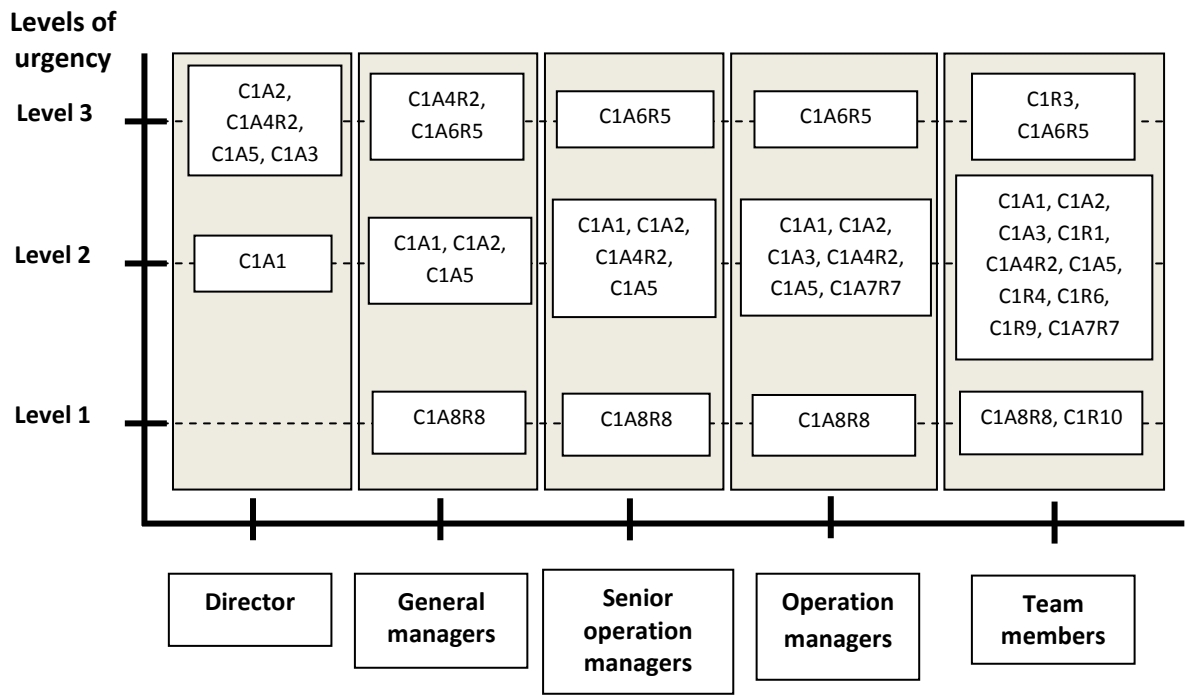 Levels of
urgency
Level 3
C1A2,
C1A4R2,
C1A5, C1A3
C1A4R2,
C1A6R5
C1A6R5
C1A6R5
C1R3,
C1A6R5
Level 2
C1A1
C1A1, C1A2,
C1A5
C1A1, C1A2,
C1A4R2,
C1A5
C1A1, C1A2,
C1A3, C1A4R2,
C1A5, C1A7R7
C1A1, C1A2,
C1A3, C1R1,
C1A4R2, C1A5,
C1R4, C1R6,
C1R9, C1A7R7
Level 1
C1A8R8
C1A8R8
C1A8R8
C1A8R8, C1R10
Director
General
managers
Senior
operation
managers
Operation
managers
Team
members